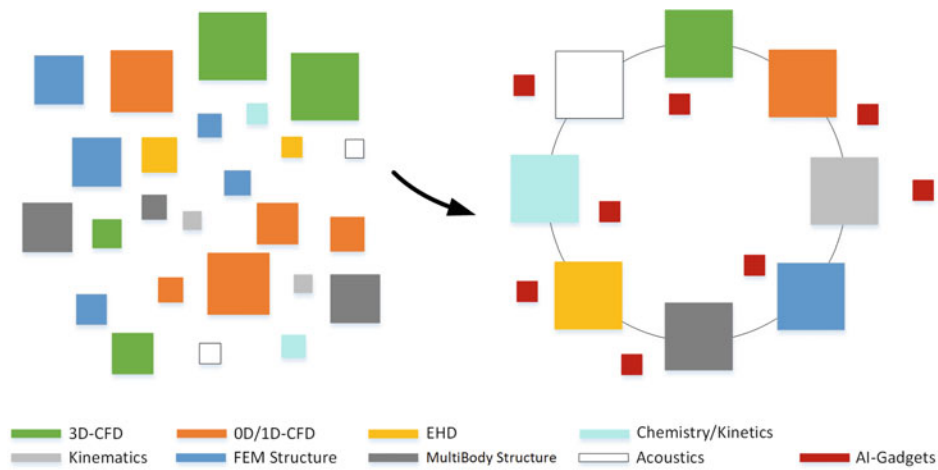 3D-CFD 0D/1D-CFD EHD Chemistry/Kinetics
Kinematics FEM Structure MultiBody Structure Acoustics AI-Gadgets